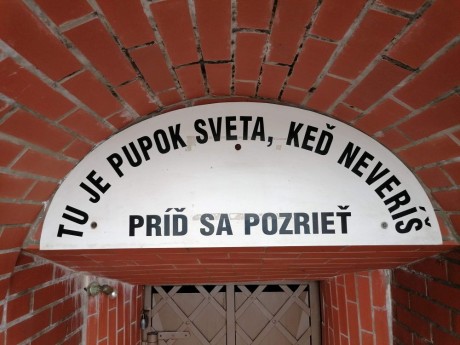 TU JE PUPOK SVETA, KEĎ NEVERÍŠ
PRÍĎ SA POZRIEŤ